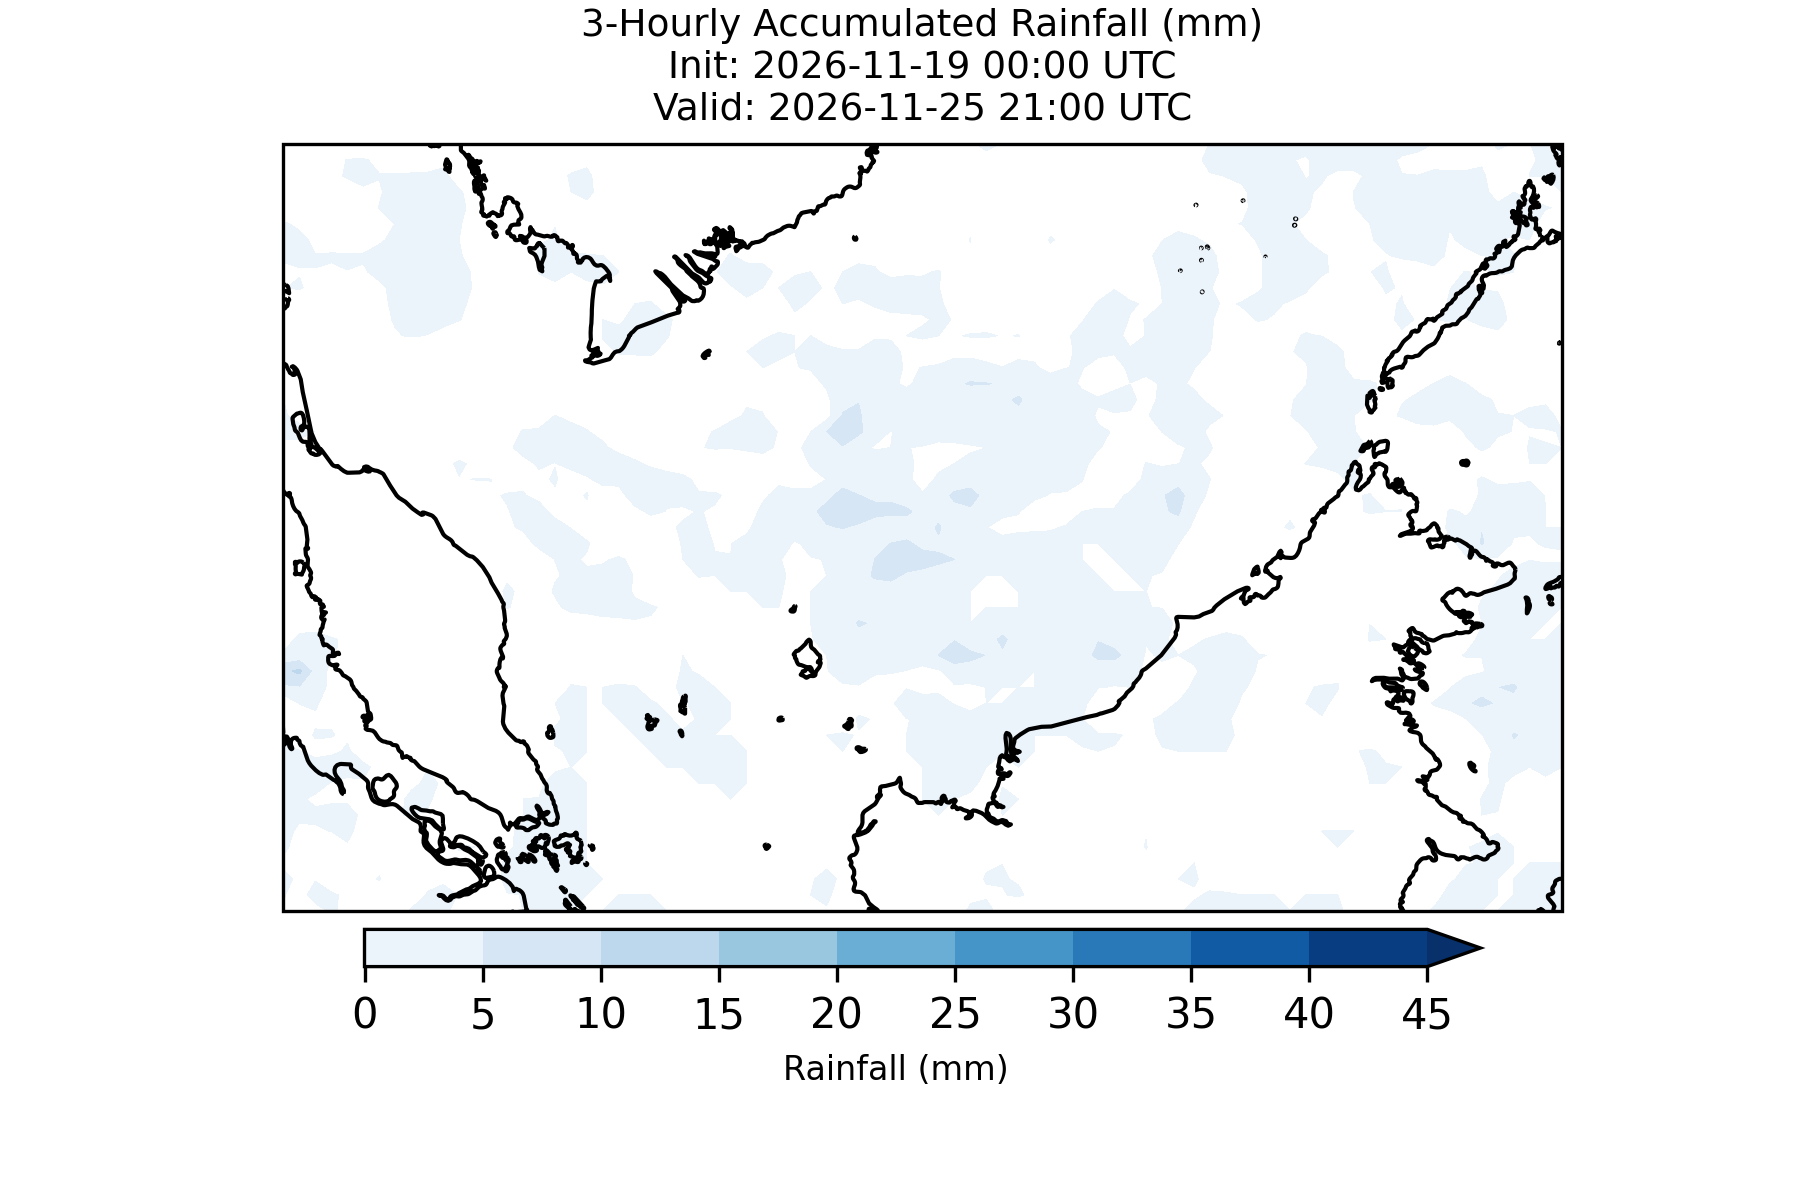 3-Hourly Accumulated Rainfall (mm)
Init: 2026-11-19 00:00 UTC
Valid: 2026-11-25 21:00 UTC
0 5 10 15 20 25 30 35 40 45
Rainfall (mm)